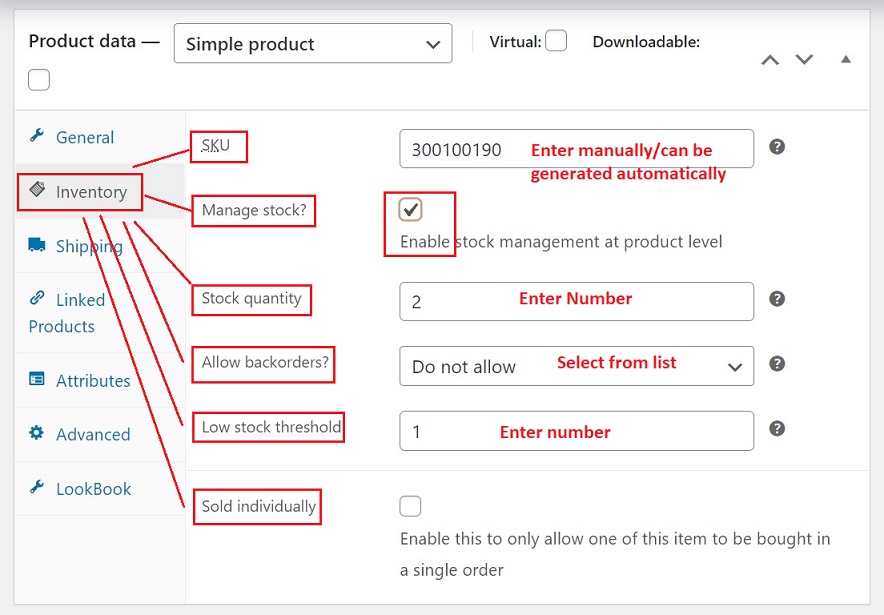 Product data — Simple product Virtual: Downloadable:
General
Inventory
Shipping
Linked
Products
Attributes
Advanced
LookBook
SKU 300100190 Enter manually/can be
generated automatically
Manage stock?
Enable stock management at product level
Stock quantity 2 Enter Number
Allow backorders? Do not allow Select from list
Low stock threshold 1 Enter number
Sold individually
Enable this to only allow one of this item to be bought in
a single order